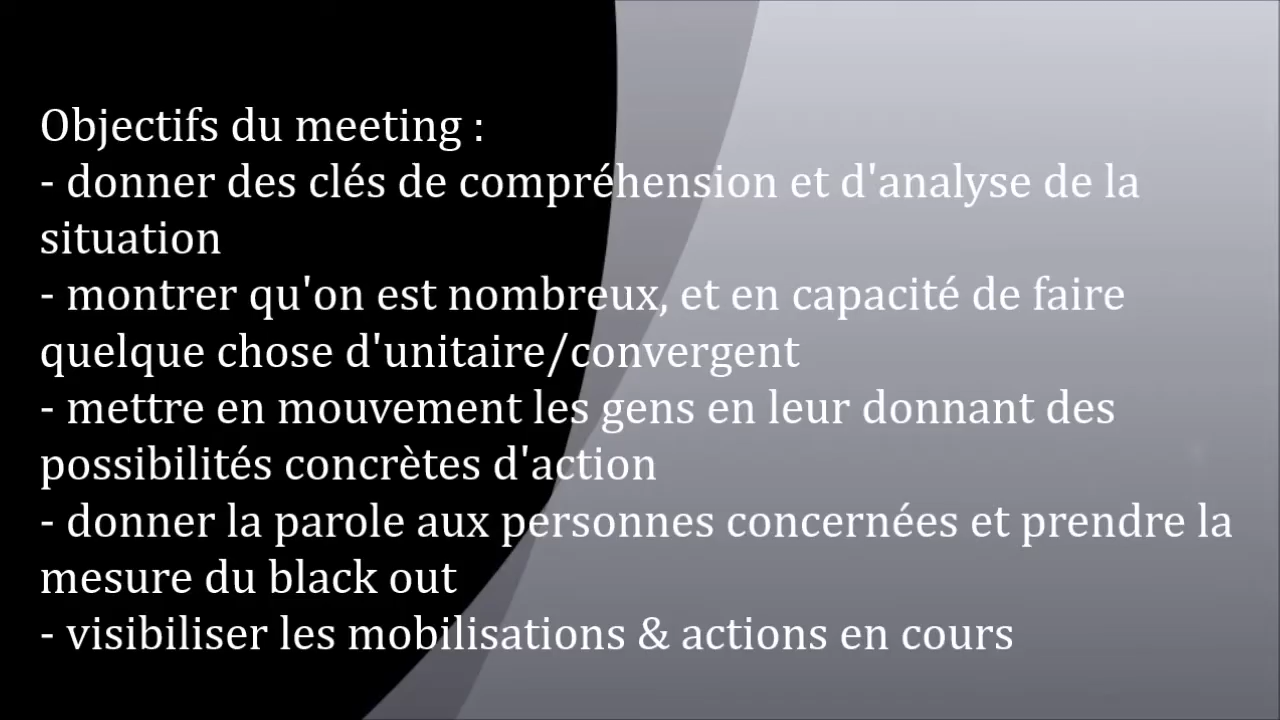 Objectifs du meeting :
- donner des clés de compréhension et d'analyse de la
situation
- montrer qu'on est nombreux, et en capacité de faire
quelque chose d'unitaire/convergent
- mettre en mouvement les gens en leur donnant des
possibilités concrètes d'action
- donner la parole aux personnes concernées et prendre la
mesure du black out
- visibiliser les mobilisations & actions en cours